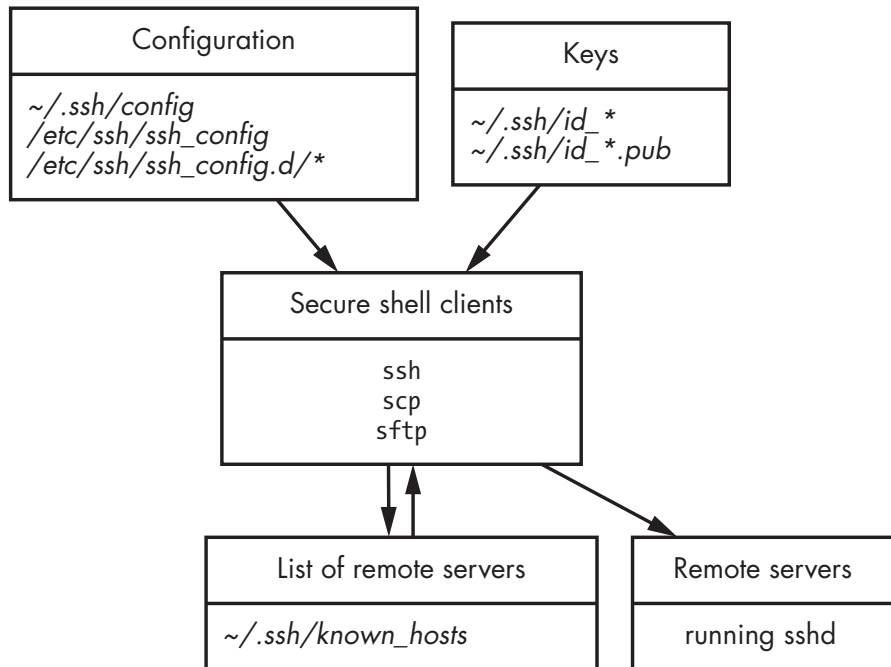 Configuration
~/.ssh/config
/etc/ssh/ssh_config
/etc/ssh/ssh_config.d/*
Keys
~/.ssh/id_*
~/.ssh/id_*.pub
Secure shell clients
ssh
scp
sftp
List of remote servers
~/.ssh/known_hosts
Remote servers
running sshd